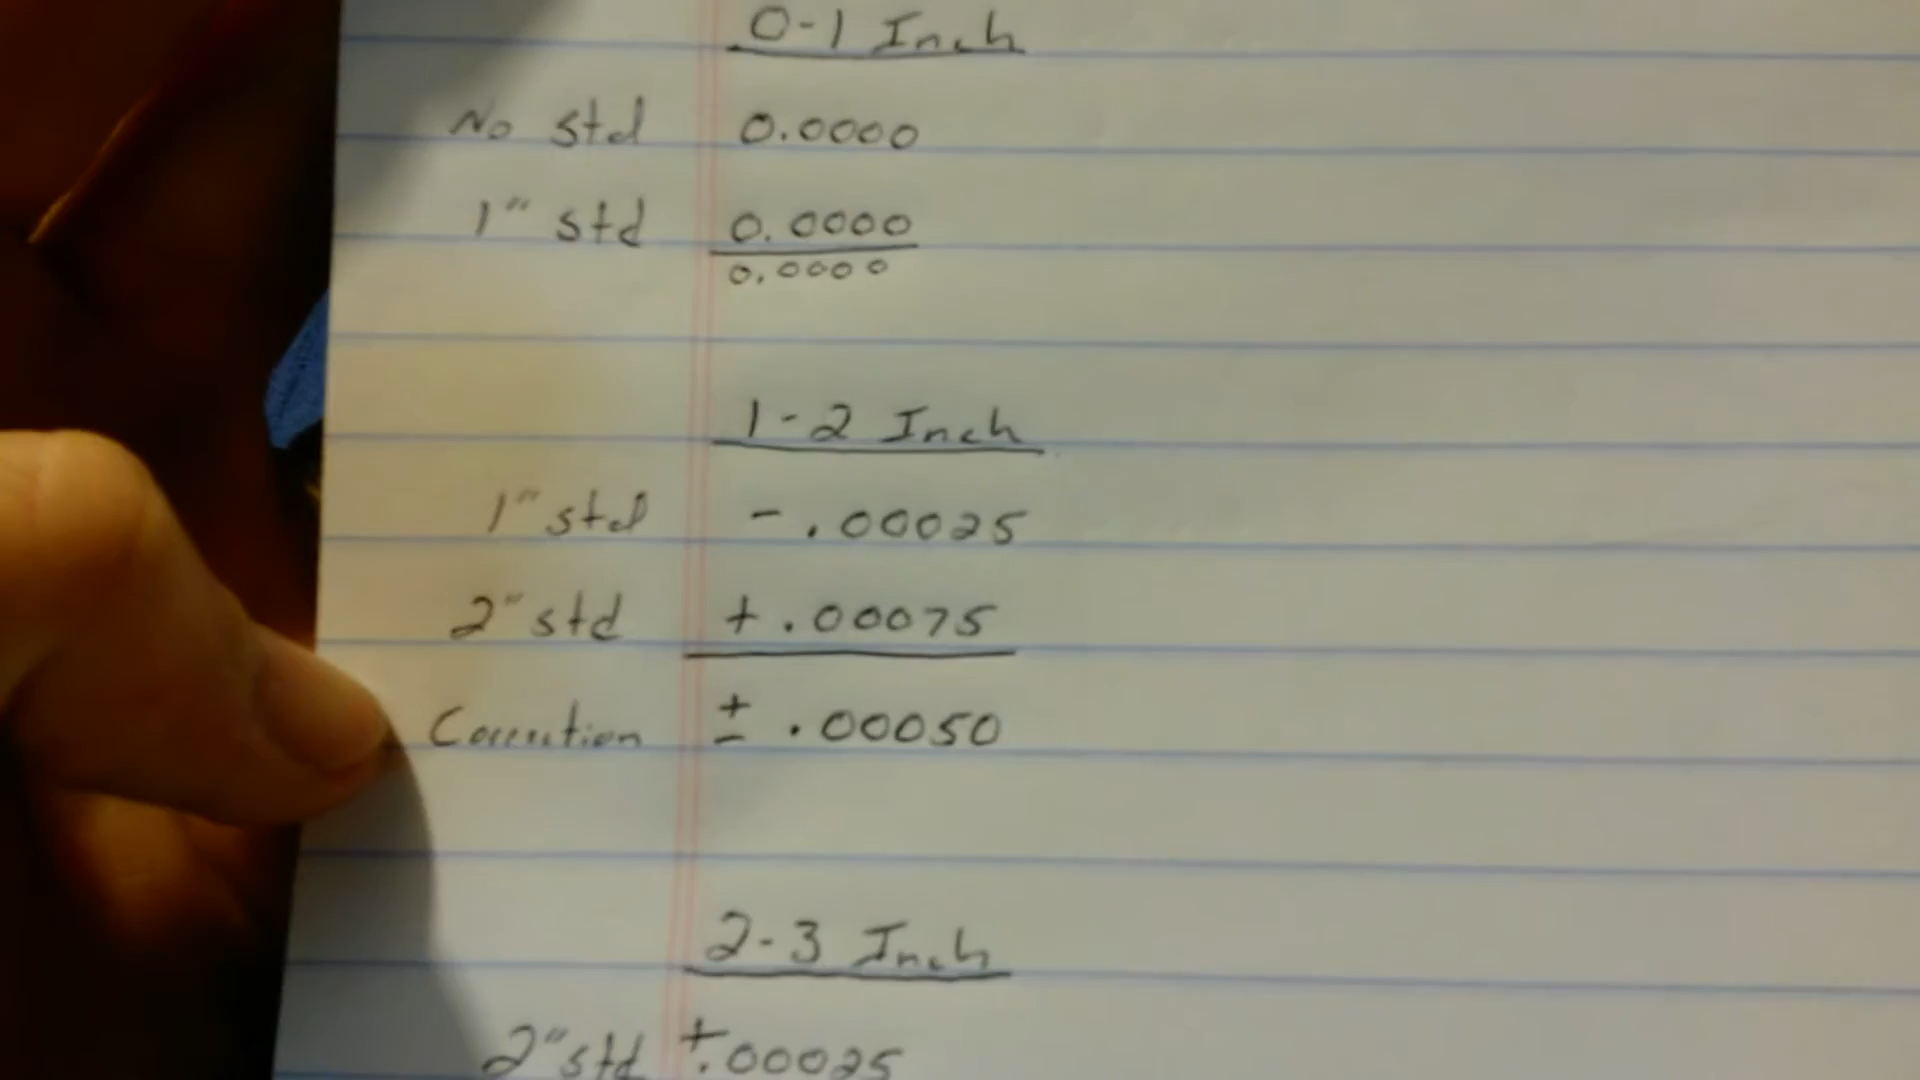 0-1 Inch
No std 0.0000
1" std 0.0000
0.0000
1-2 Inch
1" std - .00025
2" std + .00075
Correction ± .00050
2-3 Inch
2" std +.00025